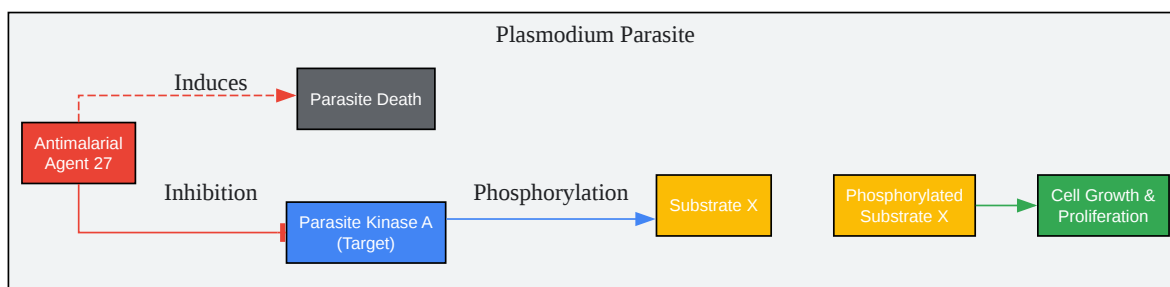 Plasmodium Parasite
Induces
Parasite Death
Antimalarial
Agent 27
Inhibition
Parasite Kinase A
(Target)
Phosphorylation
Substrate X
Phosphorylated
Substrate X
Cell Growth &
Proliferation